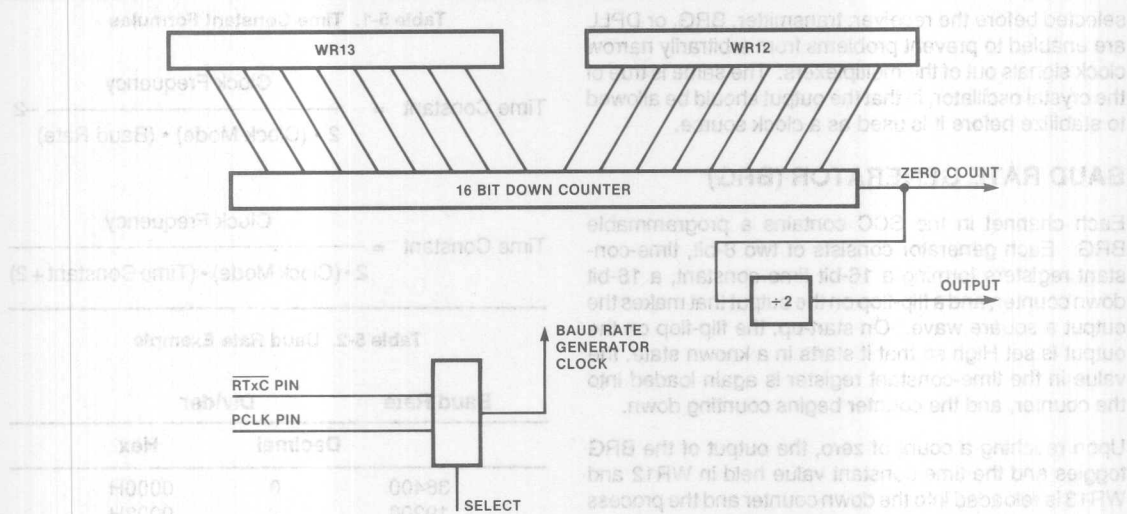 WR13
WR12
16 BIT DOWN COUNTER
ZERO COUNT
÷2
OUTPUT
BAUD RATE
GENERATOR
CLOCK
RTxC PIN
PCLK PIN
SELECT
selected before the receiver, transmitter, BRG, or DPLL
are enabled to prevent problems from arbitrarily narrow
clock signals out of the multiplexers. The same is true of
the crystal oscillator, in that the output should be allowed
to stabilize before it is used as a clock source.
BAUD RATE GENERATOR (BRG)
Each channel in the SCC contains a programmable
BRG. Each generator consists of two 8-bit, time-con-
stant registers forming a 16-bit time constant, a 16-bit
down counter, and a flip-flop on the output that makes the
output a square wave. On startup, the flip-flop on the
output is set High so that it starts in a known state, the
value in the time-constant register is again loaded into
the counter, and the counter begins counting down.
Upon reaching a count of zero, the output of the BRG
toggles and the time constant value held in WR12 and
WR13 is reloaded into the down counter and the process
Table 5-1. Time Constant Formulas
Time Constant = Clock Frequency
2 • (Clock Mode) • (Baud Rate) -2
Time Constant = Clock Frequency
2 • (Clock Mode) • (Time Constant + 2)
Table 5-2. Baud Rate Example
Baud Rate Divider
Decimal Hex
38400 0 0000H